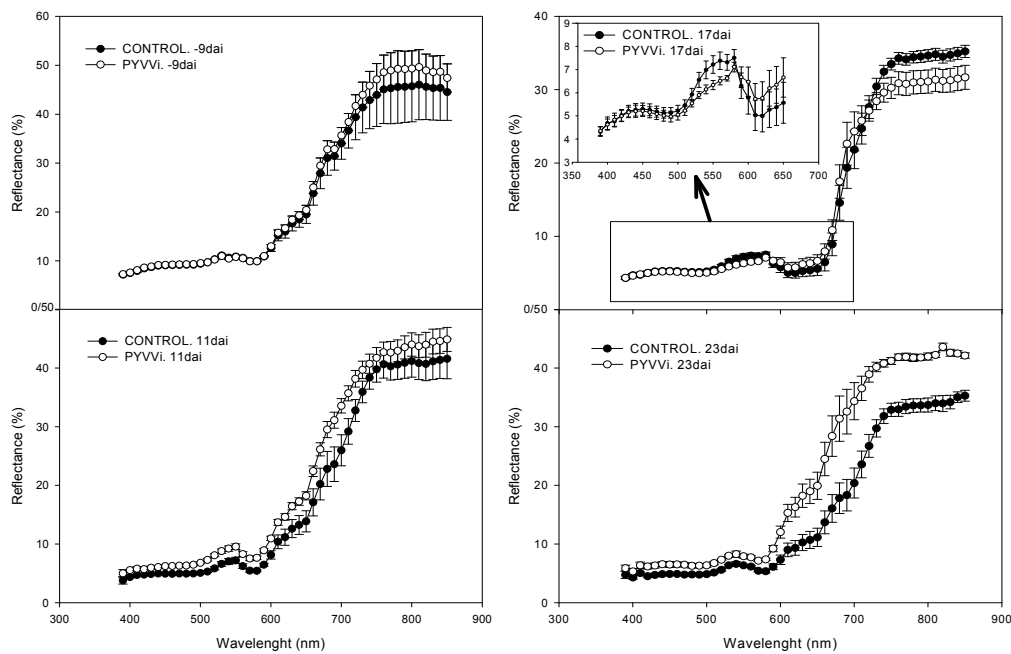 CONTROL. -9dai
PYVVi. -9dai
Reflectance (%)
60
50
40
30
20
10
0/50
CONTROL. 17dai
PYVVi. 17dai
9
8
7
6
5
4
3
350 400 450 500 550 600 650 700
Reflectance (%)
40
30
20
10
0/50
CONTROL. 11dai
PYVVi. 11dai
Reflectance (%)
40
30
20
10
0
300 400 500 600 700 800 900
Wavelenght (nm)
CONTROL. 23dai
PYVVi. 23dai
Reflectance (%)
40
30
20
10
0
300 400 500 600 700 800 900
Wavelenght (nm)